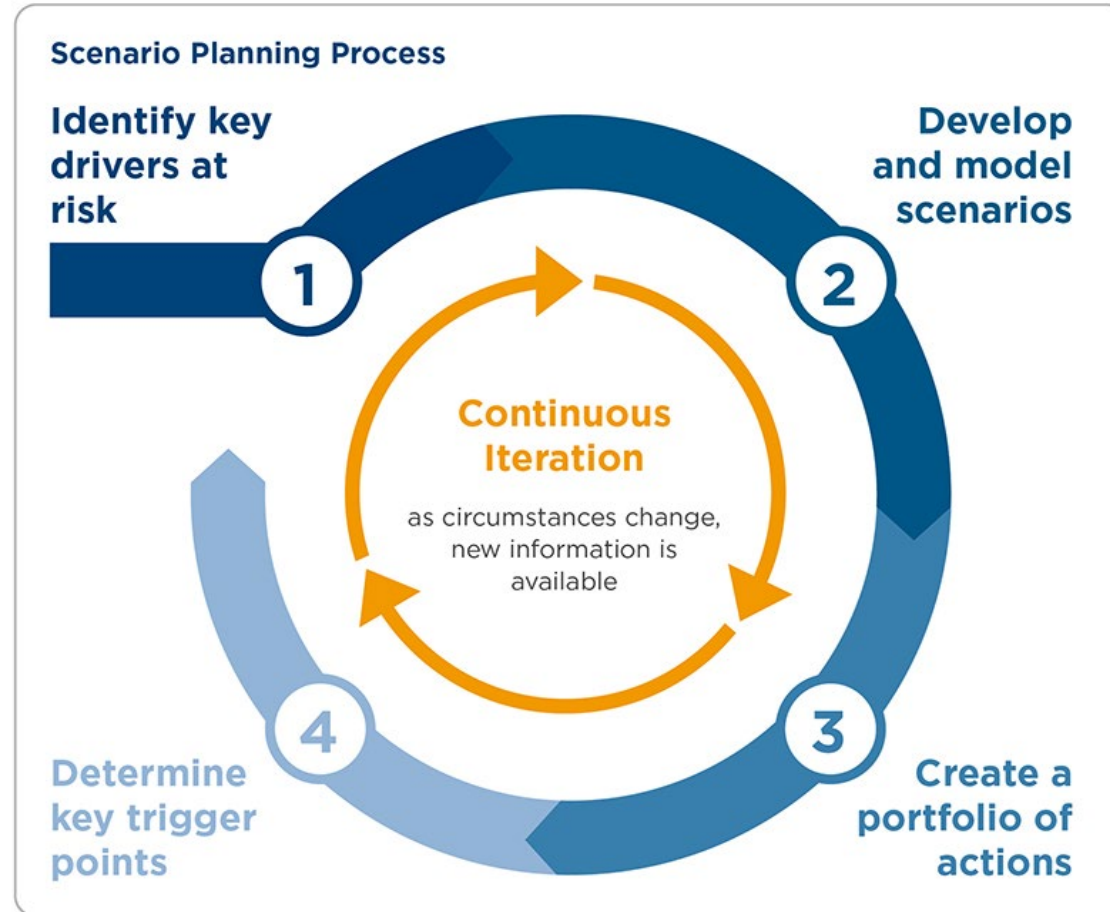 Scenario Planning Process
Identify key
drivers at
risk
1
Develop
and model
scenarios
2
Continuous
Iteration
as circumstances change,
new information is
available
3
Create a
portfolio of
actions
4
Determine
key trigger
points